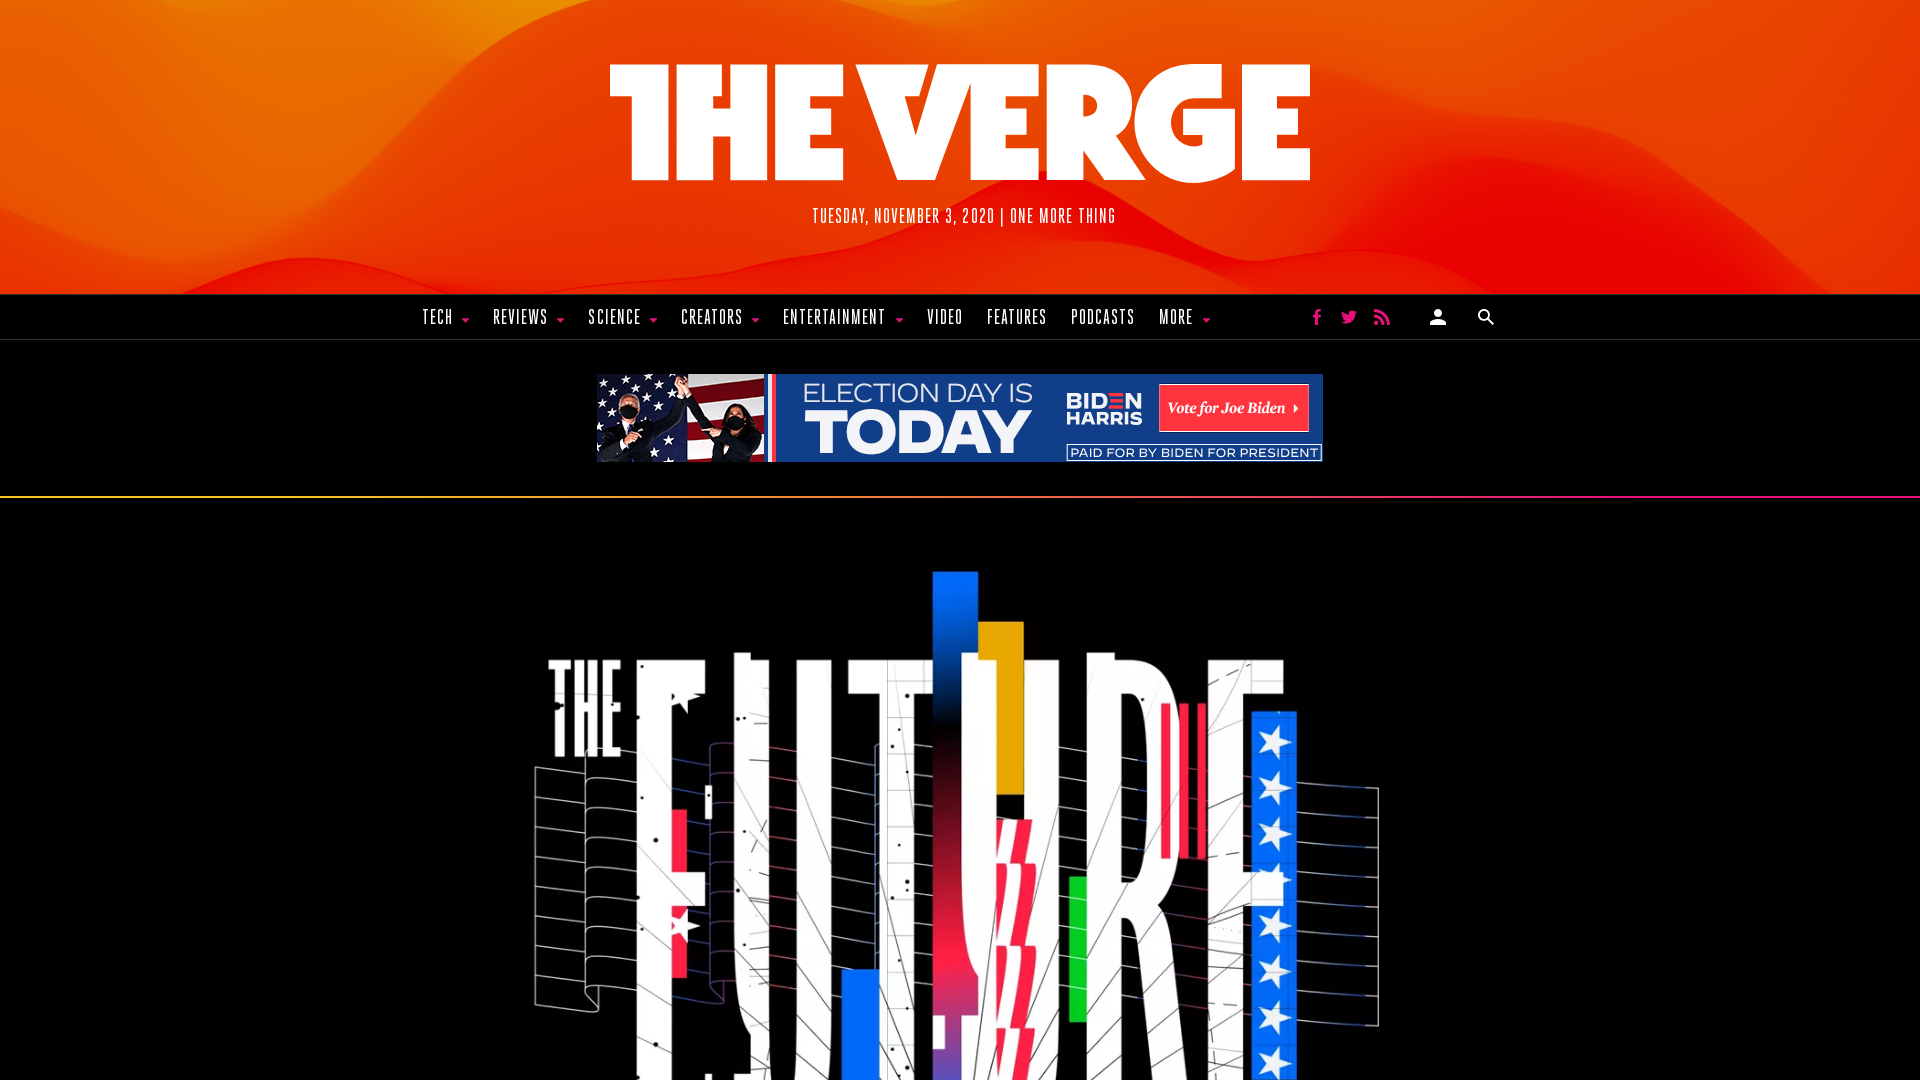 THE VERGE
TUESDAY, NOVEMBER 3, 2020 | ONE MORE THING
TECH REVIEWS SCIENCE CREATORS ENTERTAINMENT VIDEO FEATURES PODCASTS MORE
ELECTION DAY IS
TODAY
BIDEN
HARRIS
Vote for Joe Biden
PAID FOR BY BIDEN FOR PRESIDENT
THE
FUTURE